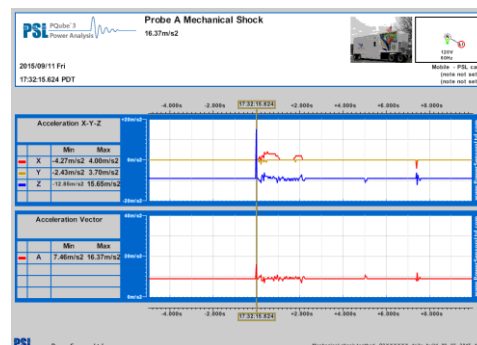 PSL PQube 3 Power Analysis
Probe A Mechanical Shock
16.37m/s2
120V
60Hz
2015/09/11 Fri
17:32:15.624 PDT
Mobile - PSL ca
(note not set
(note not set
-4.000s -2.000s 17:32:15.624 +2.000s +4.000s +6.000s +8.000s
Acceleration X-Y-Z
Min Max
X -4.27m/s2 4.00m/s2
Y -2.43m/s2 3.70m/s2
Z -12.85m/s2 15.65m/s2
+20m/s2
0m/s2
-20m/s2
Acceleration Vector
Min Max
A 7.46m/s2 16.37m/s2
0m/s2
-4.000s -2.000s 17:32:15.624 +2.000s +4.000s +6.000s +8.000s
PSL